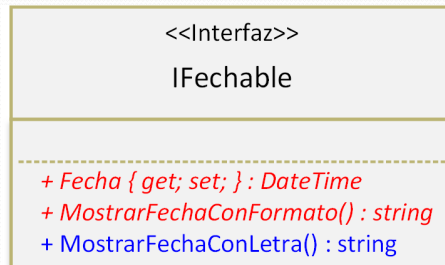 <<Interfaz>>
IFechable
+ Fecha { get; set; } : DateTime
+ MostrarFechaConFormato() : string
+ MostrarFechaConLetra() : string